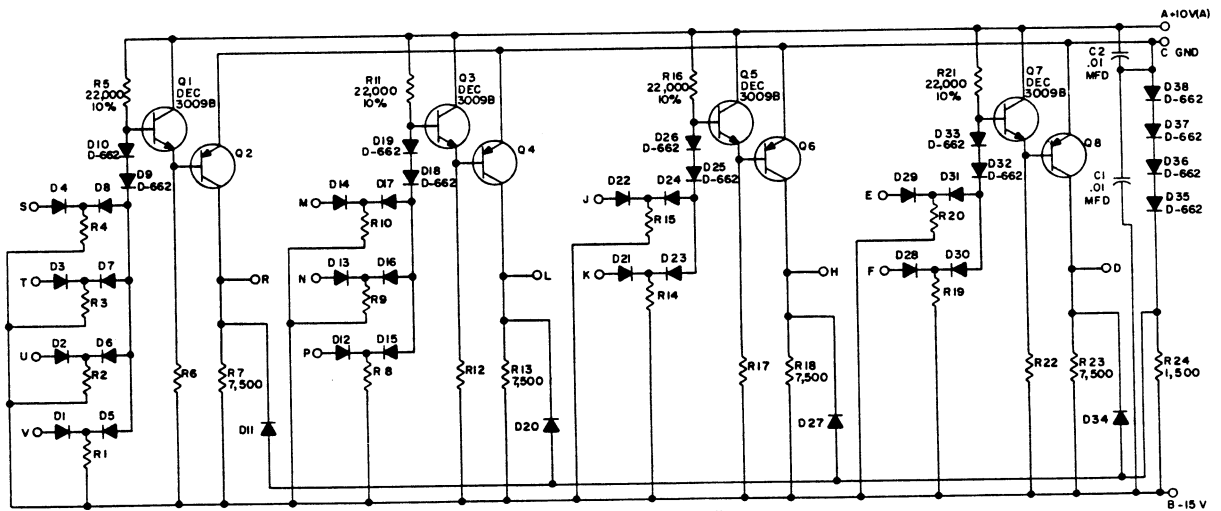 A+10V(A)
C GND
C2
.01
MFD
R5
22,000
10%
Q1
DEC
3009B
R11
22,000
10%
Q3
DEC
3009B
R16
22,000
10%
Q5
DEC
3009B
R21
22,000
10%
Q7
DEC
3009B
D38
D-662
D37
D-662
D36
D-662
D35
D-662
C1
.01
MFD
D10
D-662
D9
D-662
Q2
D19
D-662
D18
D-662
Q4
D26
D-662
D25
D-662
Q6
D33
D-662
D32
D-662
Q8
S
D4
D8
R4
M
D14
D17
R10
J
D22
D24
R15
E
D29
D31
R20
T
D3
D7
R3
R
N
D13
D16
R9
L
K
D21
D23
R14
H
F
D28
D30
R19
D
U
D2
D6
R2
P
D12
D15
R8
R6
R7
7,500
R12
R13
7,500
R17
R18
7,500
R22
R23
7,500
R24
1,500
V
D1
D5
R1
D11
D20
D27
D34
B-15 V